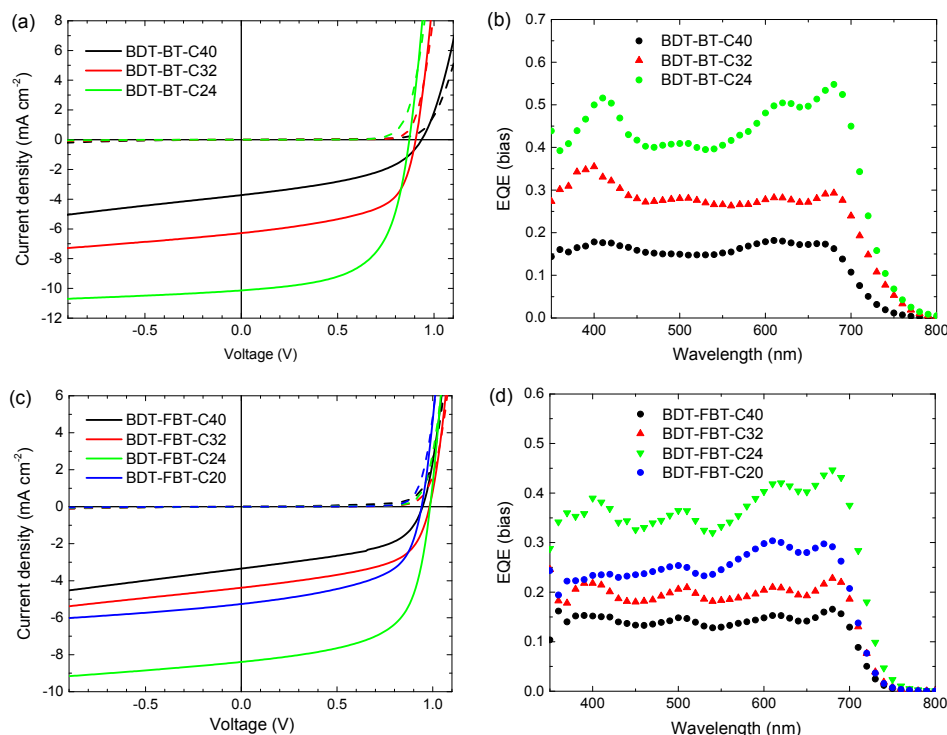 (a)
BDT-BT-C40
BDT-BT-C32
BDT-BT-C24
Current density (mA cm-2)
8
6
4
2
0
-2
-4
-6
-8
-10
-12
-0.5
0.0
0.5
1.0
Voltage (V)
(b)
BDT-BT-C40
BDT-BT-C32
BDT-BT-C24
EQE (bias)
0.6
0.5
0.4
0.3
0.2
0.1
0.0
400
500
600
700
800
Wavelength (nm)
(c)
BDT-FBT-C40
BDT-FBT-C32
BDT-FBT-C24
BDT-FBT-C20
Current density (mA cm-2)
6
4
2
0
-2
-4
-6
-8
-10
-0.5
0.0
0.5
1.0
Voltage (V)
(d)
BDT-FBT-C40
BDT-FBT-C32
BDT-FBT-C24
BDT-FBT-C20
EQE (bias)
0.6
0.5
0.4
0.3
0.2
0.1
0.0
400
500
600
700
800
Wavelength (nm)